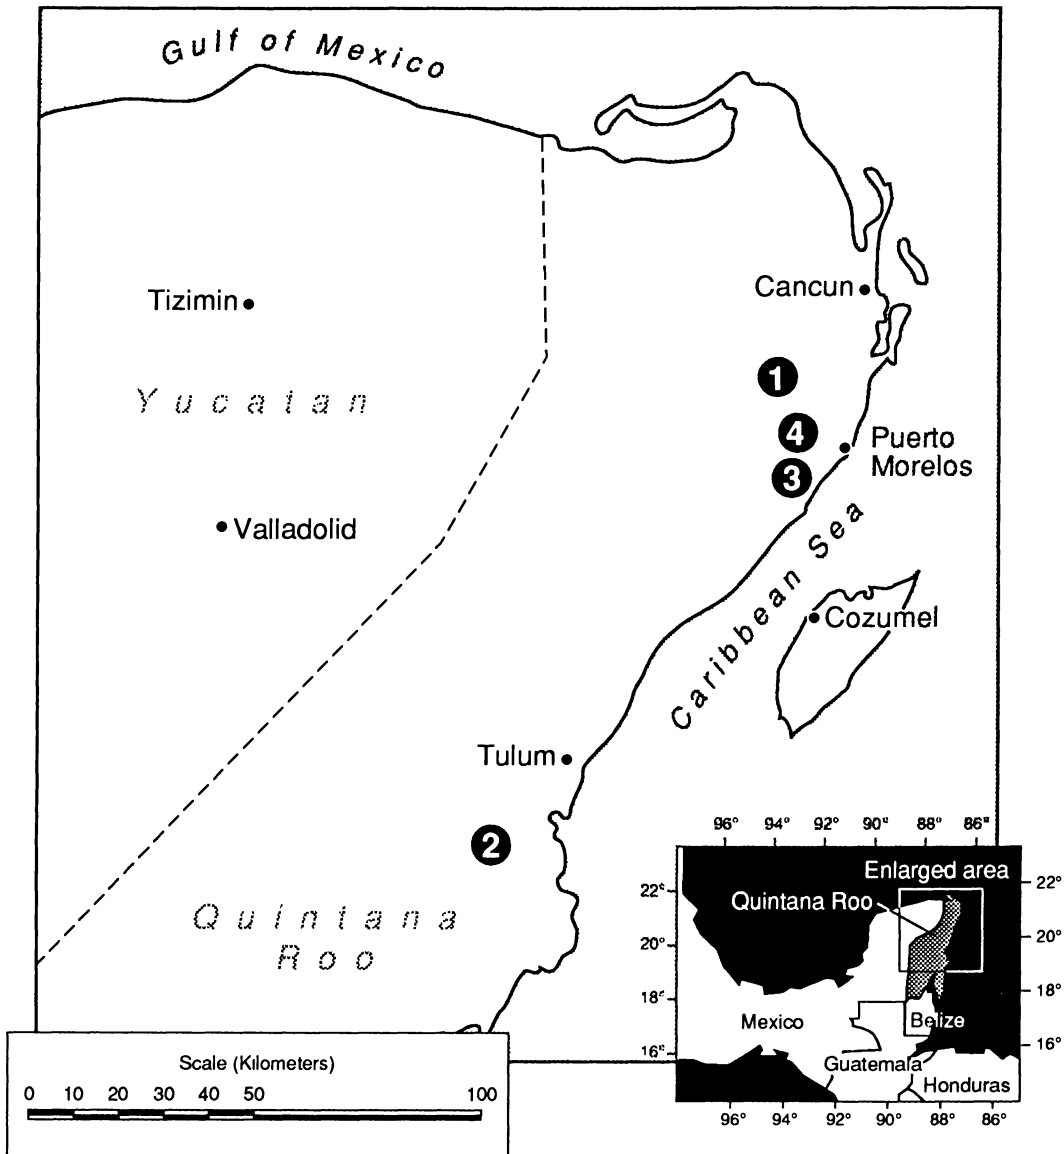 Gulf of Mexico
Cancun
Tizimin
1
Yucatan
4
Puerto
Morelos
3
Valladolid
Caribbean Sea
Cozumel
Tulum
2
Quintana
Roo
96° 94° 92° 90° 88° 86°
Enlarged area
22° 22°
Quintana Roo
20° 20°
18° 18°
Mexico
Belize
16° 16°
Guatemala
Honduras
96° 94° 92° 90° 88° 86°
Scale (Kilometers)
0 10 20 30 40 50 100